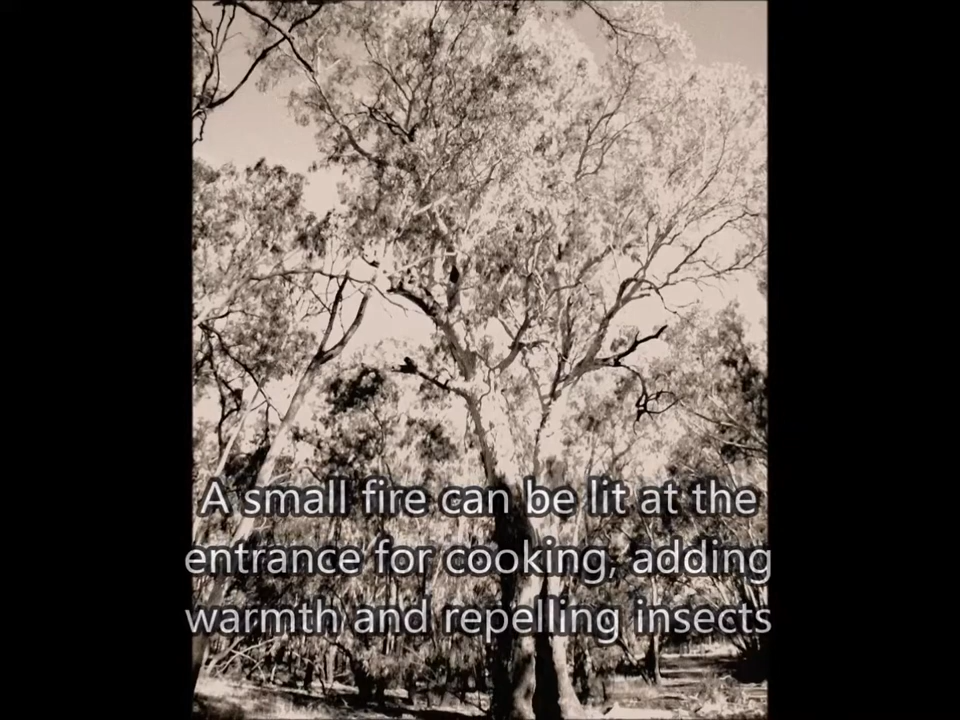 A small fire can be lit at the
entrance for cooking, adding
warmth and repelling insects